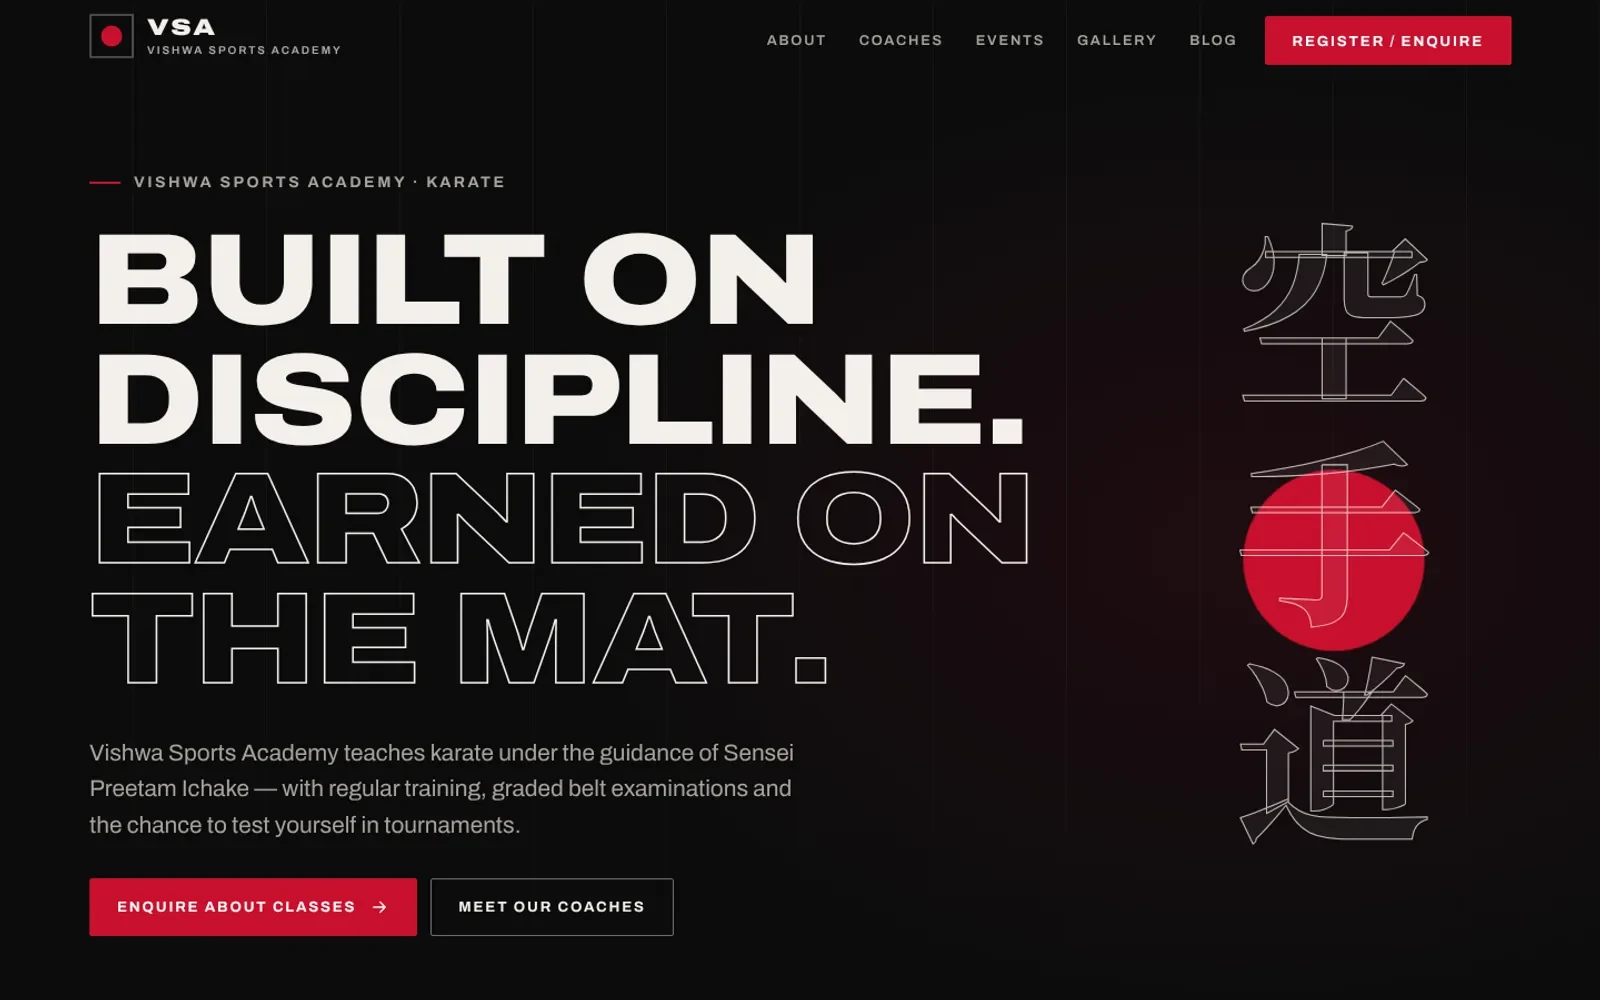 VSA
VISHWA SPORTS ACADEMY
ABOUT
COACHES
EVENTS
GALLERY
BLOG
REGISTER / ENQUIRE
VISHWA SPORTS ACADEMY · KARATE
BUILT ON
DISCIPLINE.
EARNED ON
THE MAT.
Vishwa Sports Academy teaches karate under the guidance of Sensei
Preetam Ichake — with regular training, graded belt examinations and
the chance to test yourself in tournaments.
ENQUIRE ABOUT CLASSES →
MEET OUR COACHES
空
手
道